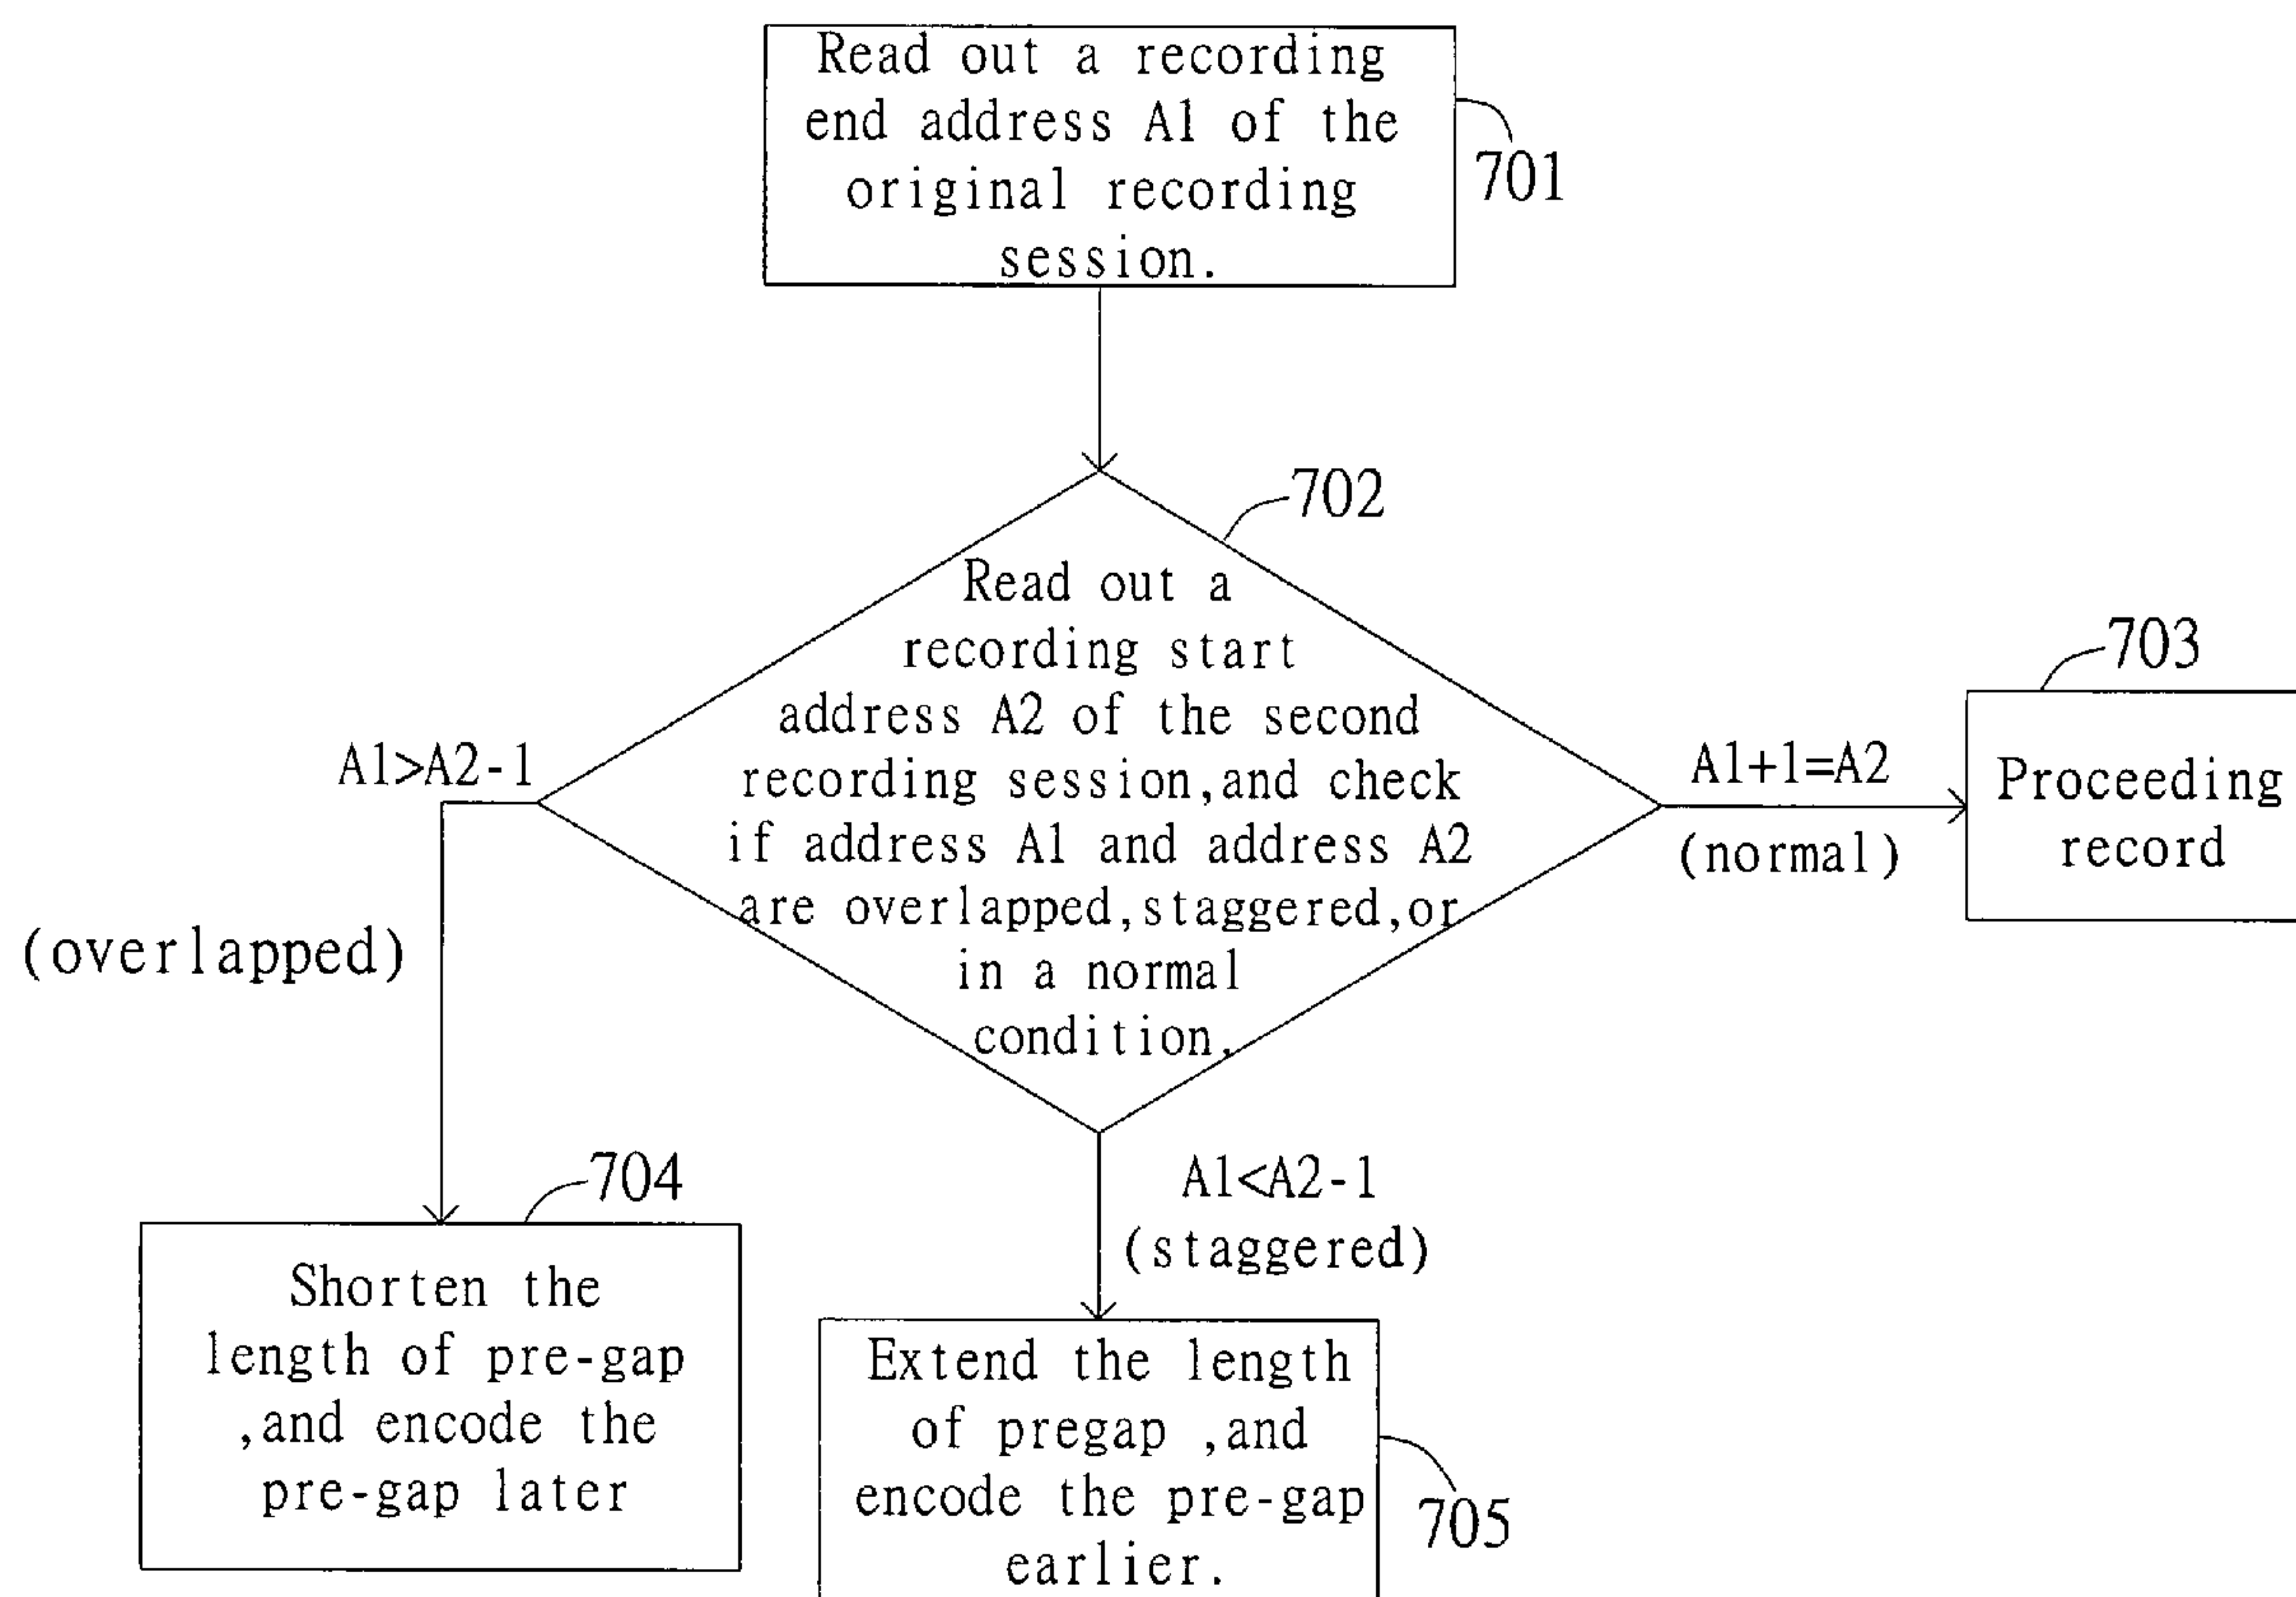 Read out a recording
end address A1 of the
original recording
session.
701
702
Read out a
recording start
address A2 of the second
recording session,and check
if address A1 and address A2
are overlapped,staggered,or
in a normal
condition.
A1+1=A2
(normal)
703
Proceeding
record
A1>A2-1
(overlapped)
704
Shorten the
length of pre-gap
,and encode the
pre-gap later
A1<A2-1
(staggered)
Extend the length
of pregap ,and
encode the pre-gap
earlier.
705